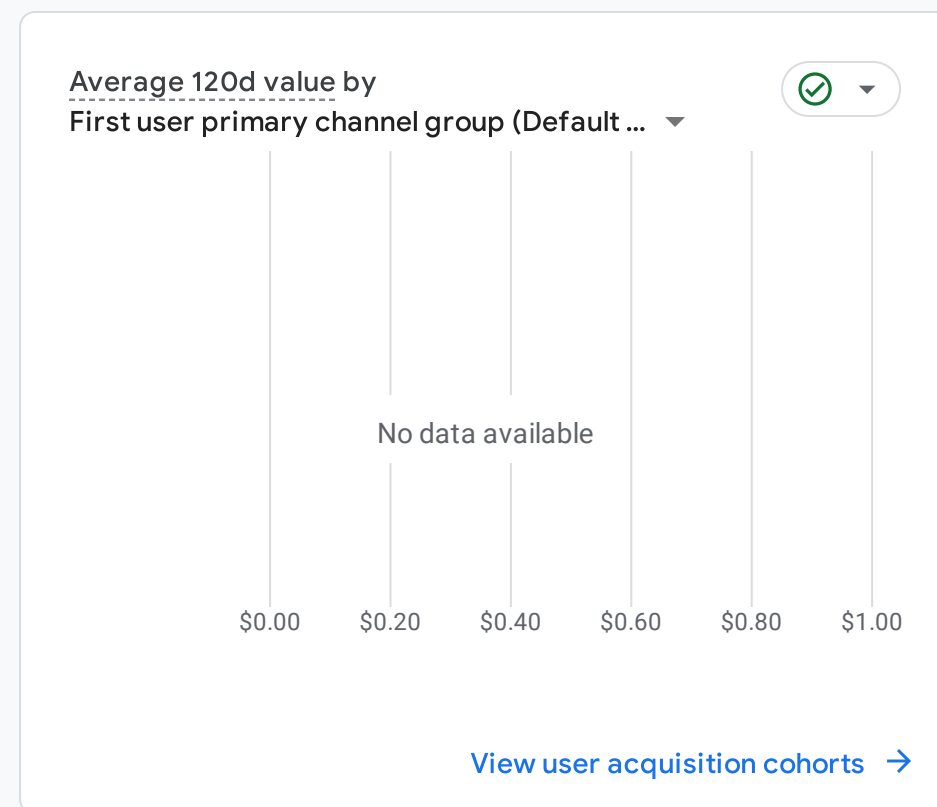 Average 120d value by
First user primary channel group (Default ...
No data available
$0.00 $0.20 $0.40 $0.60 $0.80 $1.00
View user acquisition cohorts